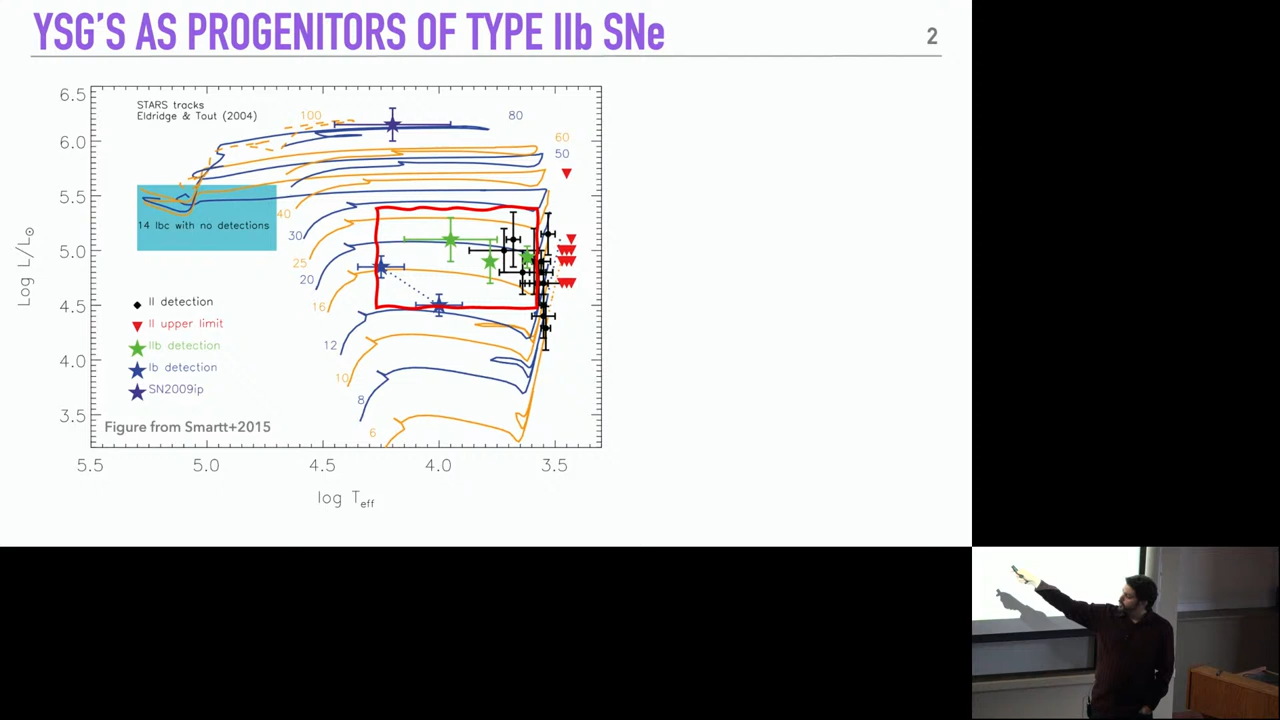 YSG'S AS PROGENITORS OF TYPE IIb SNe
2
6.5
STARS tracks
Eldridge & Tout (2004)
100
80
6.0
60
50
5.5
40
14 Ibc with no detections
30
5.0
25
20
Log L/L☉
16
4.5
II detection
II upper limit
12
IIb detection
4.0
Ib detection
10
SN2009ip
8
3.5
Figure from Smartt+2015
6
5.5 5.0 4.5 4.0 3.5
log Teff